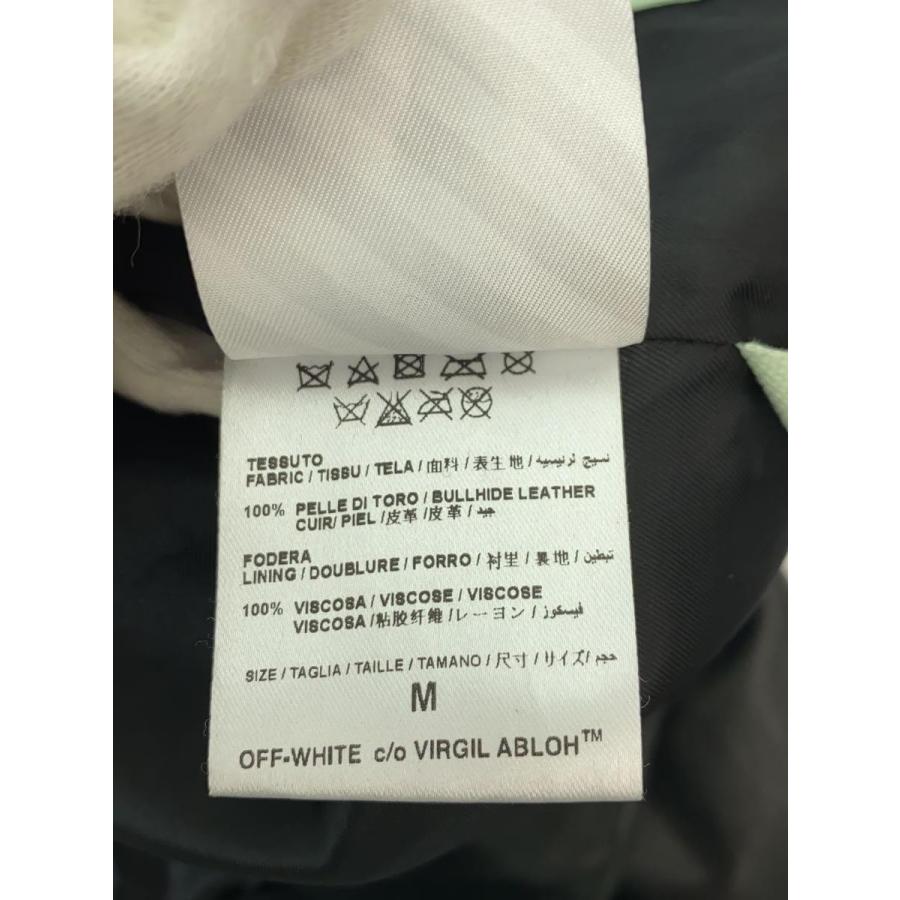 TESSUTO
FABRIC / TISSU / TELA / 面料 / 表生地 / نسيج
100% PELLE DI TORO / BULLHIDE LEATHER
CUIR/ PIEL / 皮革 / 皮革 / جلد
FODERA
LINING / DOUBLURE / FORRO / 衬里 / 裏地 / تبطين
100% VISCOSA / VISCOSE / VISCOSE
VISCOSA / 粘胶纤维 / レーヨン / فيسكوز
SIZE / TAGLIA / TAILLE / TAMANO / 尺寸 / サイズ / حجم
M
OFF-WHITE c/o VIRGIL ABLOH™